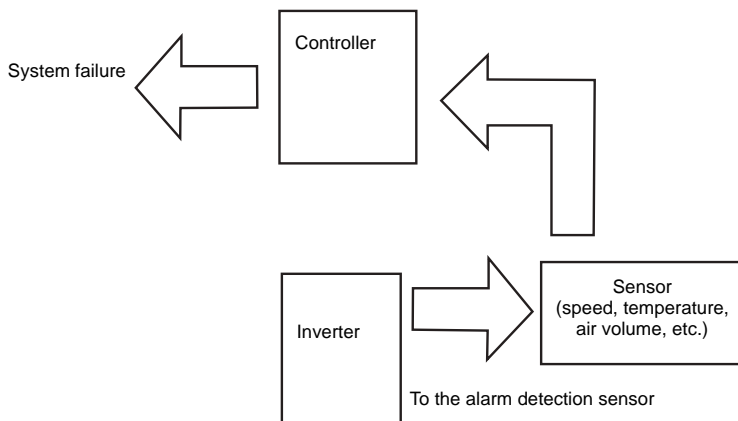 Controller
System failure
Sensor
(speed, temperature,
air volume, etc.)
Inverter
To the alarm detection sensor